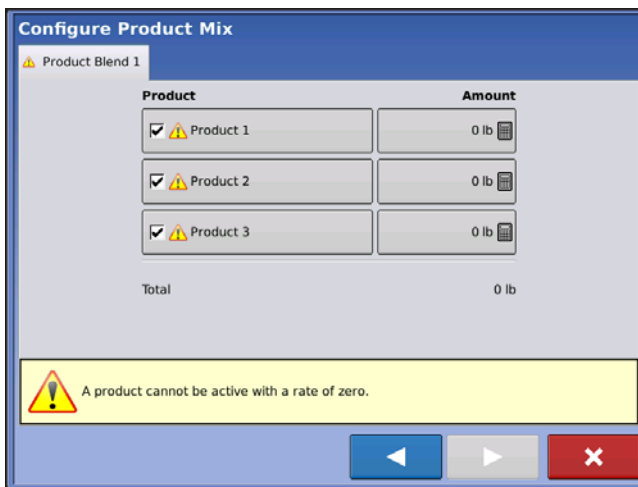 Configure Product Mix
Product Blend 1
Product Amount
Product 1 0 lb
Product 2 0 lb
Product 3 0 lb
Total 0 lb
A product cannot be active with a rate of zero.